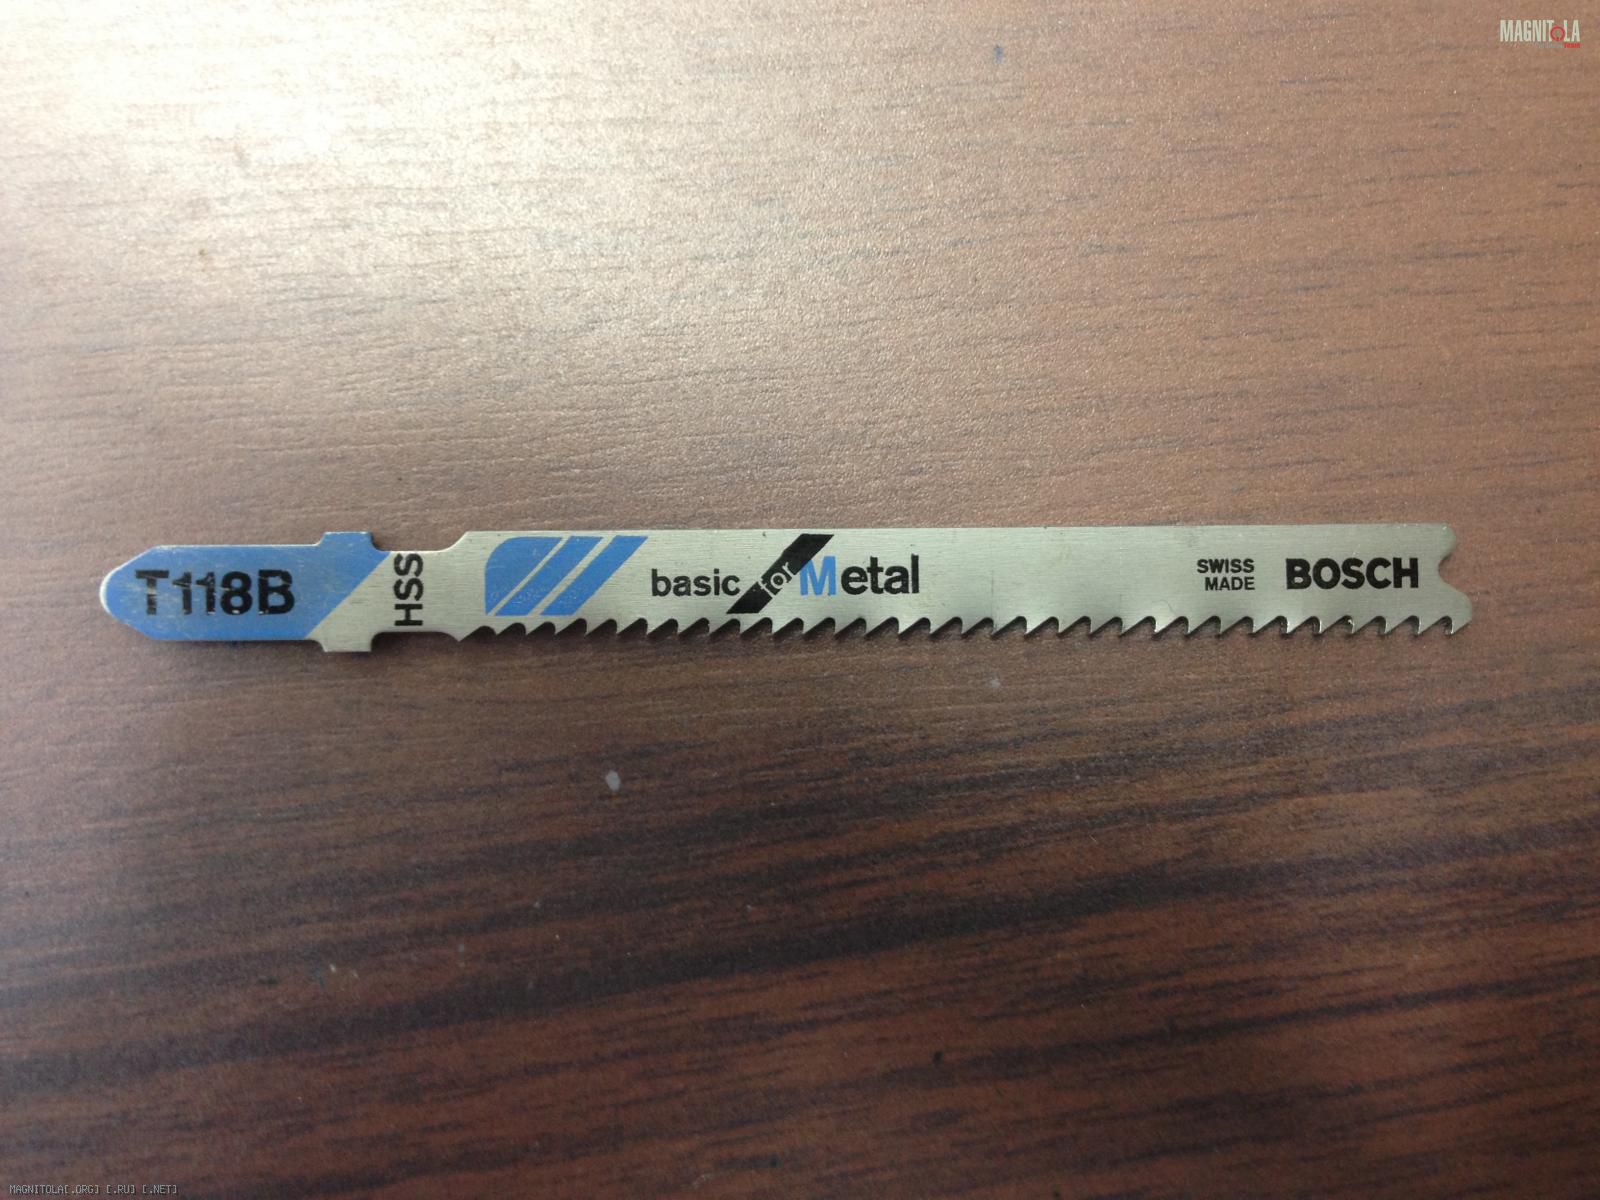 MAGNITOLA
T118B
HSS
basic for Metal
SWISS
MADE
BOSCH
MAGNITOLA[.ORG] [.RU] [.NET]